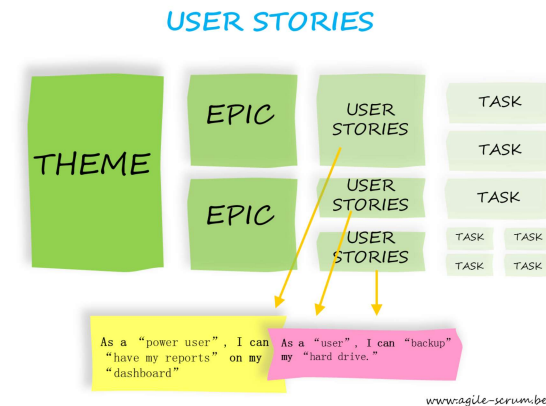 USER STORIES
THEME
EPIC
EPIC
USER
STORIES
USER
STORIES
USER
STORIES
TASK
TASK
TASK
TASK TASK
TASK TASK
As a “power user”, I can
“have my reports” on my
“dashboard”
As a “user”, I can “backup”
my “hard drive.”
www.agile-scrum.be